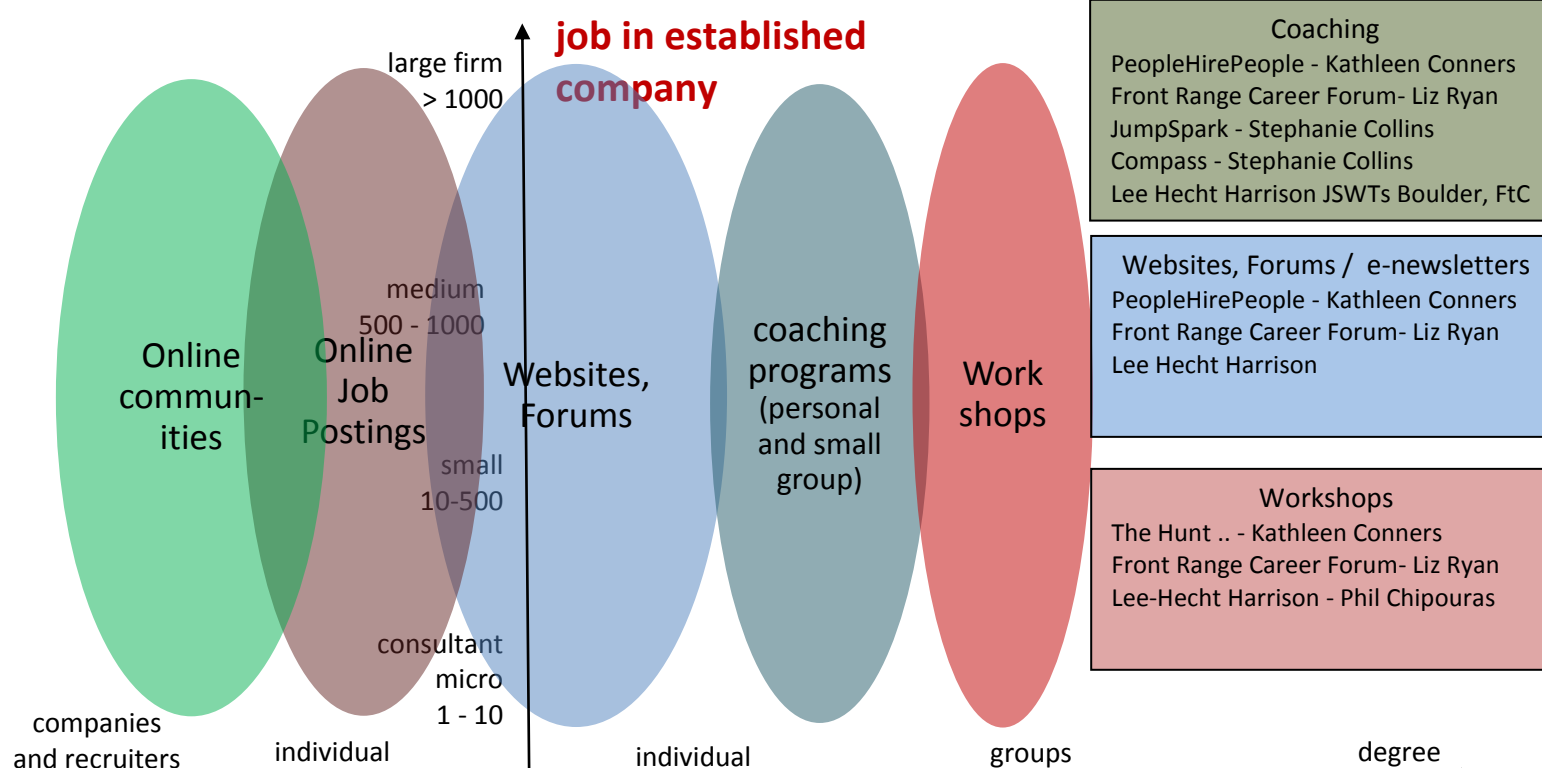 job in established
company
large firm
> 1000
medium
500 - 1000
small
10-500
consultant
micro
1 - 10
Online
commun-
ities
Online
Job
Postings
Websites,
Forums
coaching
programs
(personal
and small
group)
Work
shops
Coaching
PeopleHirePeople - Kathleen Conners
Front Range Career Forum- Liz Ryan
JumpSpark - Stephanie Collins
Compass - Stephanie Collins
Lee Hecht Harrison JSWTs Boulder, FtC
Websites, Forums / e-newsletters
PeopleHirePeople - Kathleen Conners
Front Range Career Forum- Liz Ryan
Lee Hecht Harrison
Workshops
The Hunt .. - Kathleen Conners
Front Range Career Forum- Liz Ryan
Lee-Hecht Harrison - Phil Chipouras
companies
and recruiters
individual
individual
groups
degree